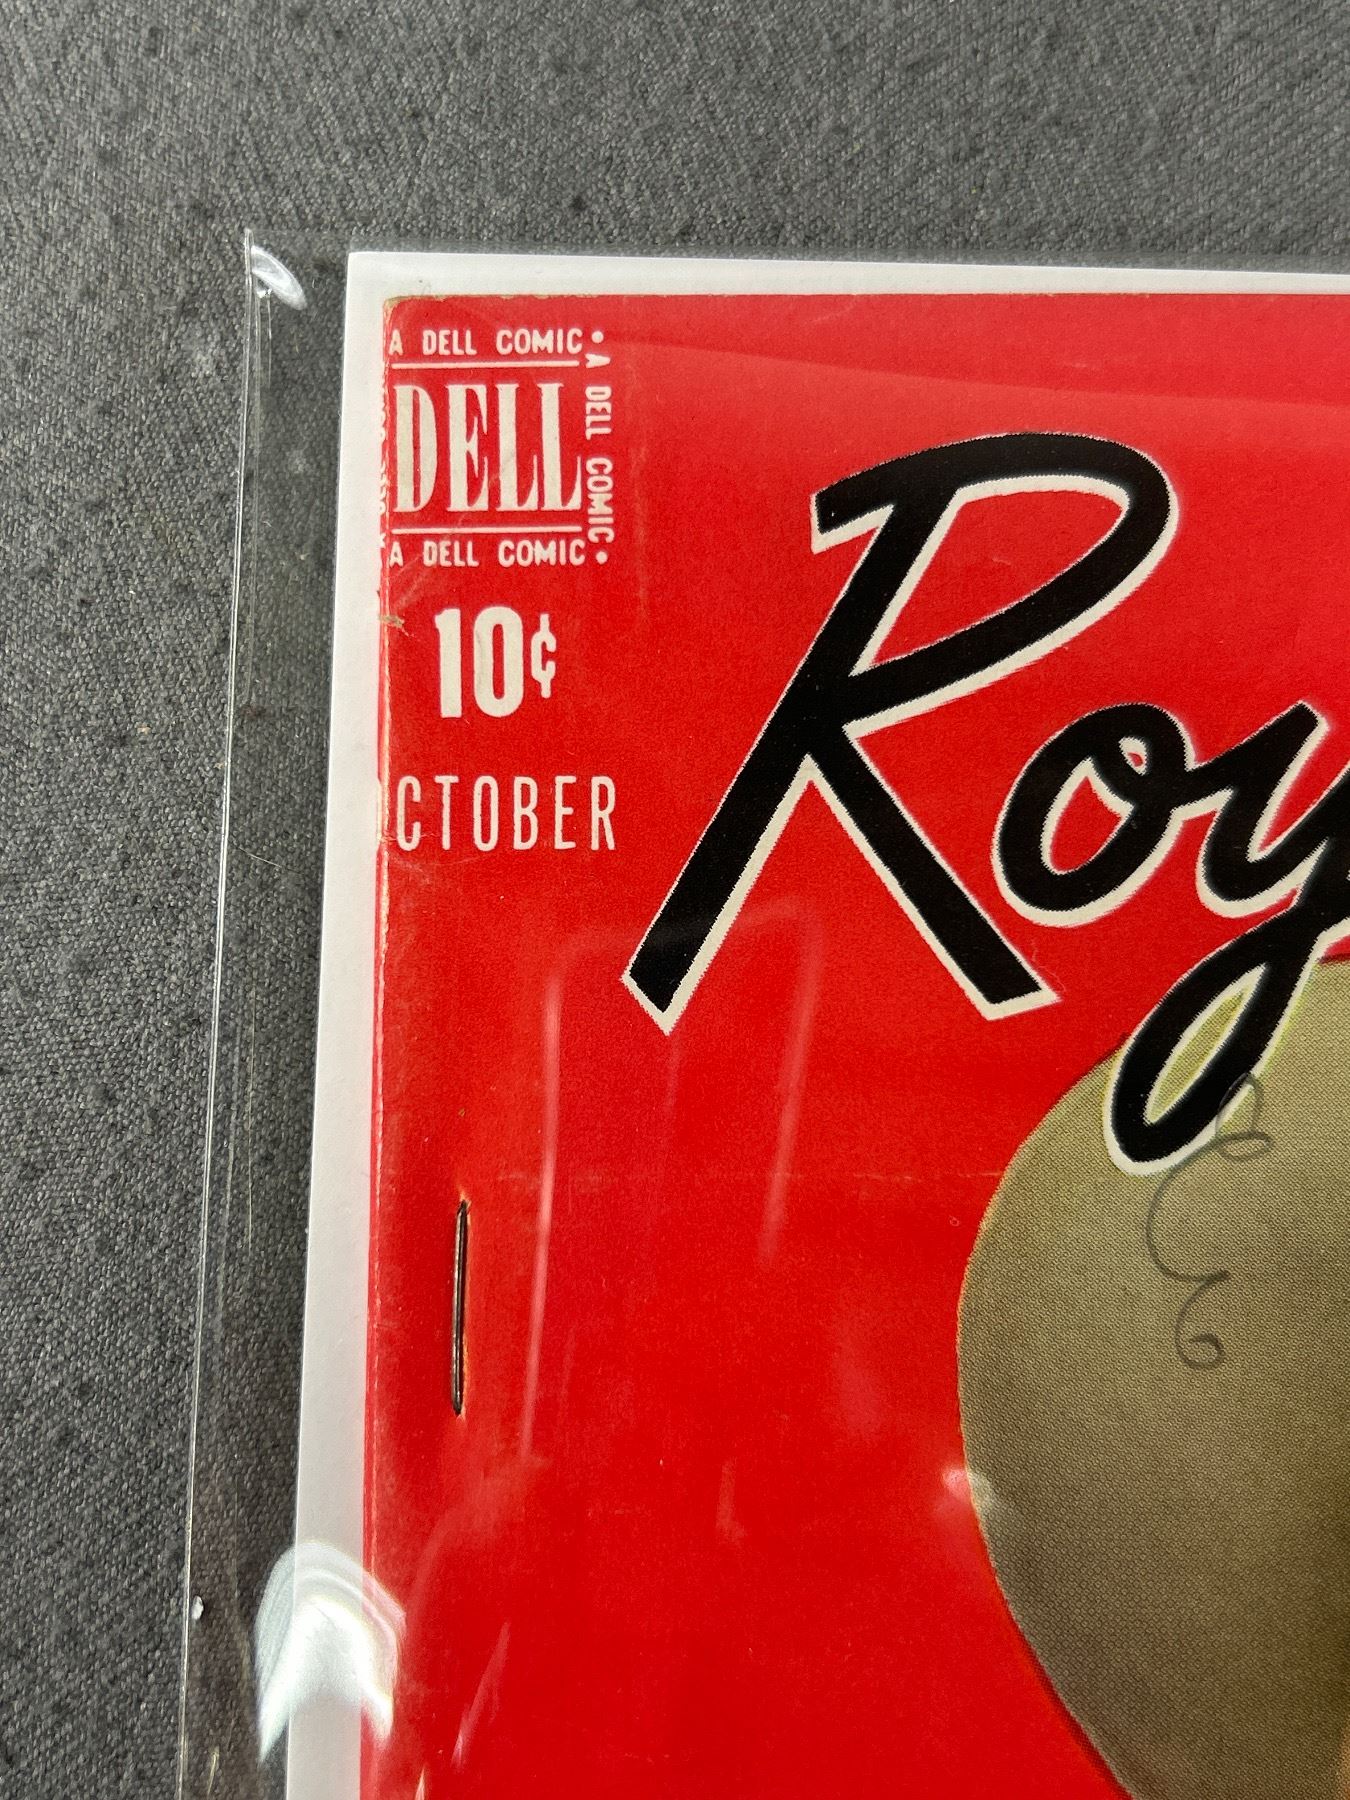 A DELL COMIC •
A DELL COMIC •
DELL
A DELL COMIC
10¢
CTOBER
Roy